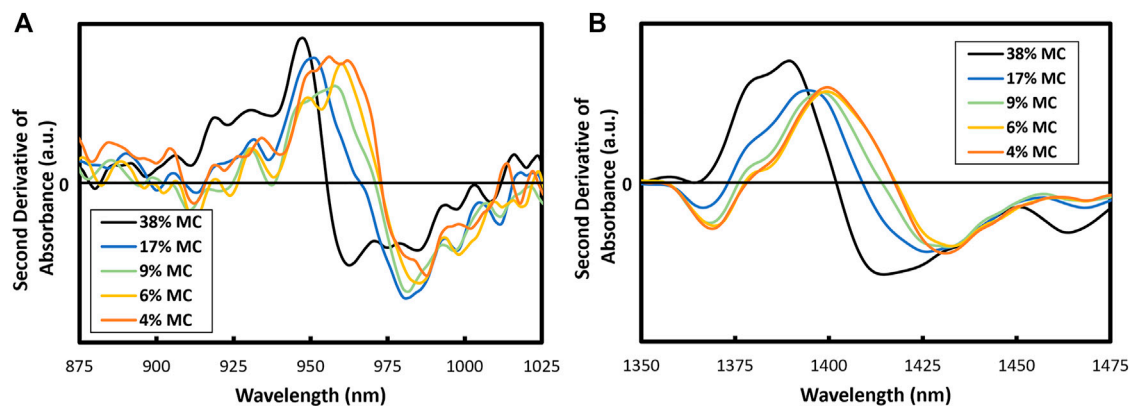 A
Second Derivative of
Absorbance (a.u.)
0
38% MC
17% MC
9% MC
6% MC
4% MC
875 900 925 950 975 1000 1025
Wavelength (nm)
B
Second Derivative of
Absorbance (a.u.)
0
38% MC
17% MC
9% MC
6% MC
4% MC
1350 1375 1400 1425 1450 1475
Wavelength (nm)